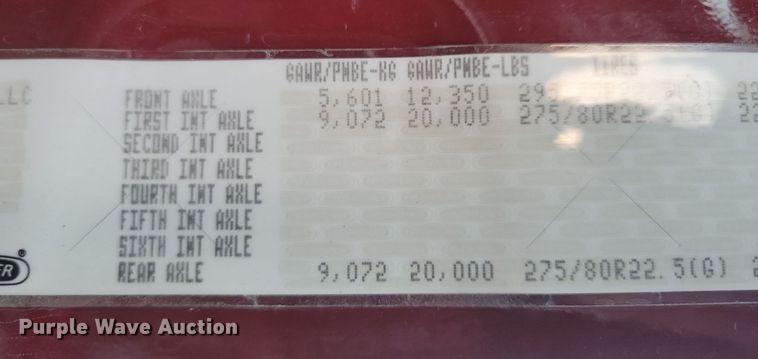 GAWR/PNBE-KG GAWR/PNBE-LBS TIRES
LLC FRONT AXLE 5,601 12,350
FIRST INT AXLE 9,072 20,000 275/80R22.5(G)
SECOND INT AXLE
THIRD INT AXLE
FOURTH INT AXLE
FIFTH INT AXLE
SIXTH INT AXLE
REAR AXLE 9,072 20,000 275/80R22.5(G)
Purple Wave Auction